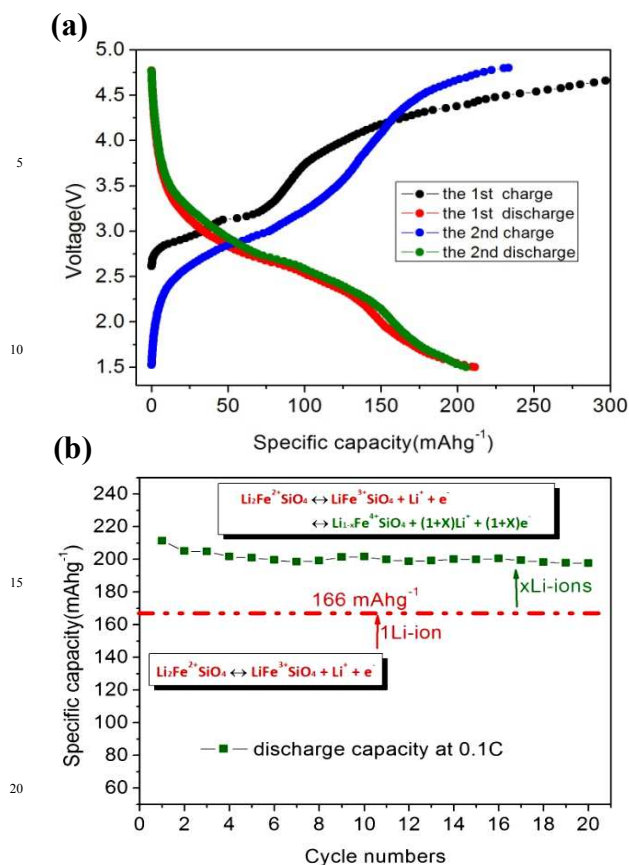 (a)
5.0
4.5
4.0
3.5
3.0
2.5
2.0
1.5
Voltage(V)
the 1st charge
the 1st discharge
the 2nd charge
the 2nd discharge
0 50 100 150 200 250 300
Specific capacity(mAhg⁻¹)
5
10
(b)
240
220
200
180
160
140
120
100
80
60
Specific capacity(mAhg⁻¹)
Li₂Fe²⁺SiO₄ ↔ LiFe³⁺SiO₄ + Li⁺ + e⁻
↔ Li₁₋ₓFe⁴⁺SiO₄ + (1+X)Li⁺ + (1+X)e⁻
xLi-ions
166 mAhg⁻¹
1Li-ion
Li₂Fe²⁺SiO₄ ↔ LiFe³⁺SiO₄ + Li⁺ + e⁻
discharge capacity at 0.1C
0 2 4 6 8 10 12 14 16 18 20
Cycle numbers
15
20